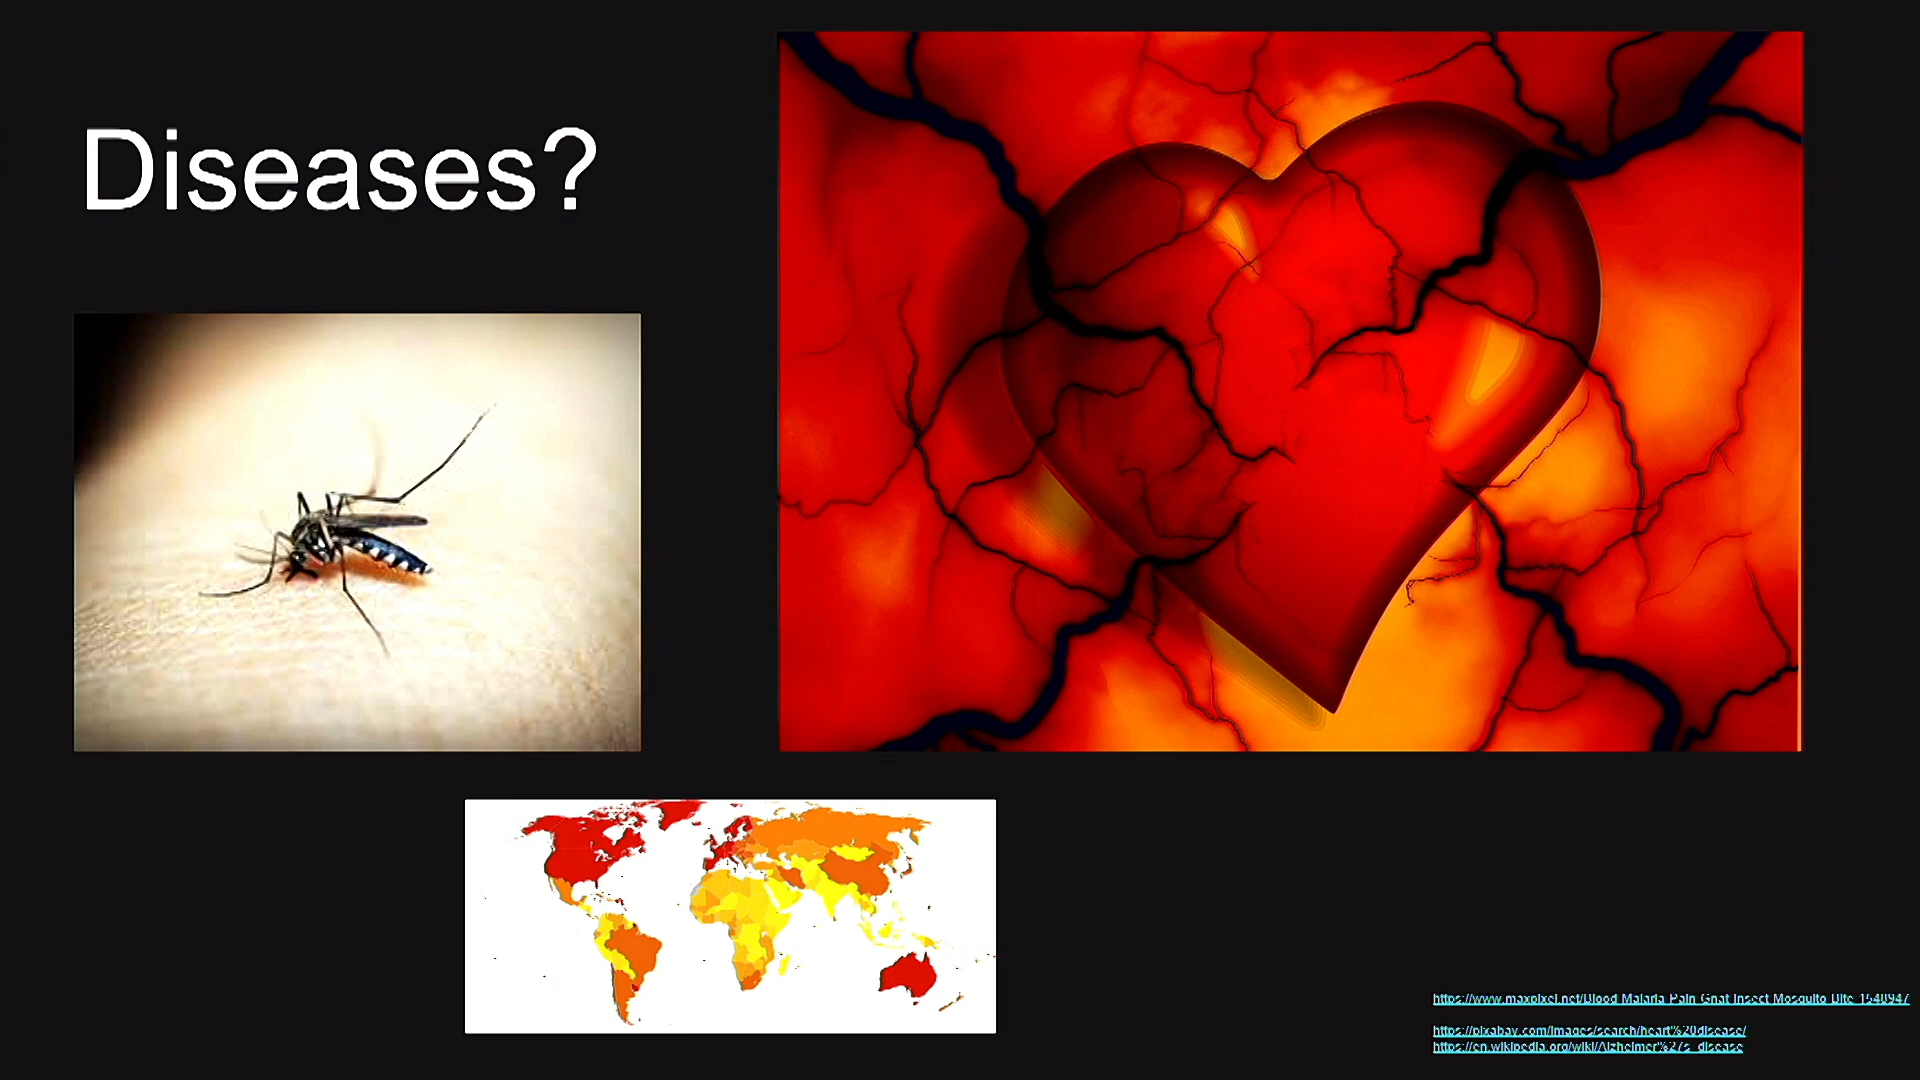 Diseases?
https://www.maxpixel.net/Blood-Malaria-Pain-Gnat-Insect-Mosquito-Bite-1548947
https://pixabay.com/images/search/heart%20disease/
https://en.wikipedia.org/wiki/Alzheimer%27s_disease